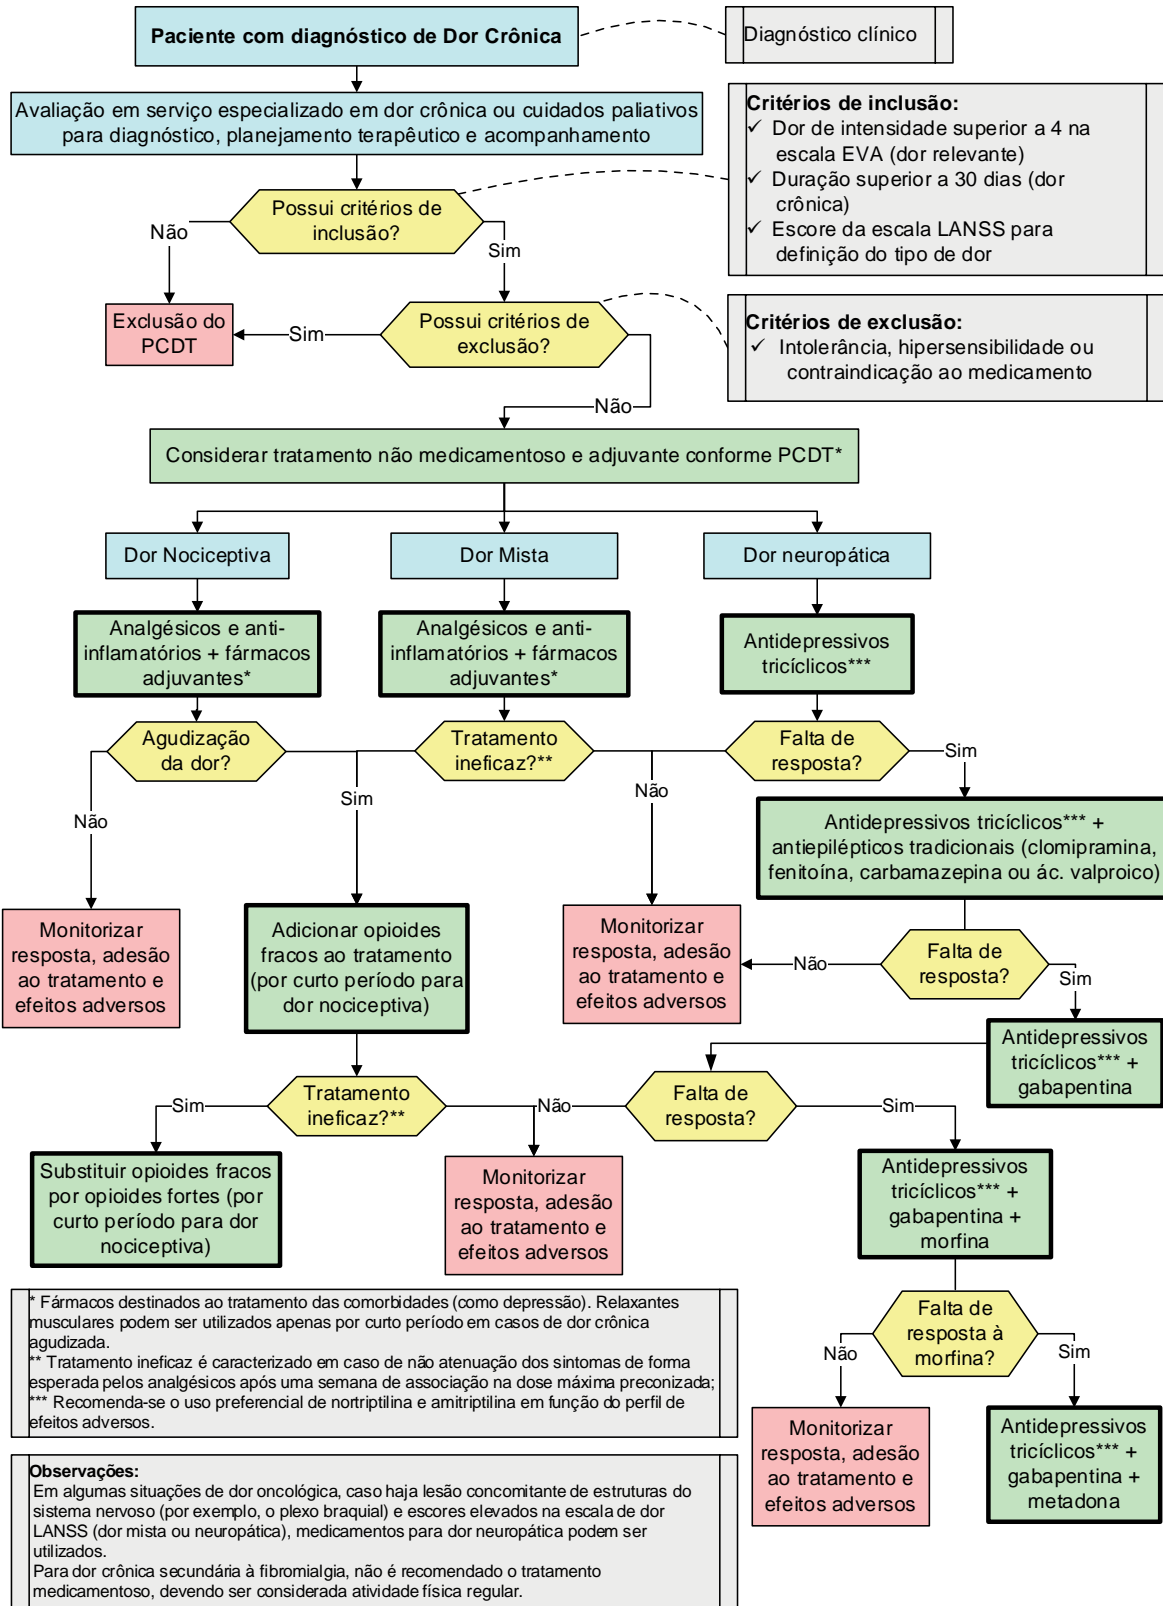 Paciente com diagnóstico de Dor Crônica
Diagnóstico clínico
Avaliação em serviço especializado em dor crônica ou cuidados paliativos
para diagnóstico, planejamento terapêutico e acompanhamento
Critérios de inclusão:
✓ Dor de intensidade superior a 4 na
escala EVA (dor relevante)
✓ Duração superior a 30 dias (dor
crônica)
✓ Escore da escala LANSS para
definição do tipo de dor
Possui critérios de
inclusão?
Não
Sim
Exclusão do
PCDT
Sim
Possui critérios de
exclusão?
Critérios de exclusão:
✓ Intolerância, hipersensibilidade ou
contraindicação ao medicamento
Não
Considerar tratamento não medicamentoso e adjuvante conforme PCDT*
Dor Nociceptiva
Dor Mista
Dor neuropática
Analgésicos e anti-
inflamatórios + fármacos
adjuvantes*
Analgésicos e anti-
inflamatórios + fármacos
adjuvantes*
Antidepressivos
tricíclicos***
Agudização
da dor?
Tratamento
ineficaz?**
Falta de
resposta?
Não
Sim
Não
Sim
Antidepressivos tricíclicos*** +
antiepilépticos tradicionais (clomipramina,
fenitoína, carbamazepina ou ác. valproico)
Monitorizar
resposta, adesão
ao tratamento e
efeitos adversos
Adicionar opioides
fracos ao tratamento
(por curto período para
dor nociceptiva)
Monitorizar
resposta, adesão
ao tratamento e
efeitos adversos
Não
Falta de
resposta?
Sim
Antidepressivos
tricíclicos*** +
gabapentina
Sim
Tratamento
ineficaz?**
Não
Falta de
resposta?
Sim
Substituir opioides fracos
por opioides fortes (por
curto período para dor
nociceptiva)
Monitorizar
resposta, adesão
ao tratamento e
efeitos adversos
Antidepressivos
tricíclicos*** +
gabapentina +
morfina
Falta de
resposta à
morfina?
Não
Sim
Monitorizar
resposta, adesão
ao tratamento e
efeitos adversos
Antidepressivos
tricíclicos*** +
gabapentina +
metadona
* Fármacos destinados ao tratamento das comorbidades (como depressão). Relaxantes
musculares podem ser utilizados apenas por curto período em casos de dor crônica
agudizada.
** Tratamento ineficaz é caracterizado em caso de não atenuação dos sintomas de forma
esperada pelos analgésicos após uma semana de associação na dose máxima preconizada;
*** Recomenda-se o uso preferencial de nortriptilina e amitriptilina em função do perfil de
efeitos adversos.
Observações:
Em algumas situações de dor oncológica, caso haja lesão concomitante de estruturas do
sistema nervoso (por exemplo, o plexo braquial) e escores elevados na escala de dor
LANSS (dor mista ou neuropática), medicamentos para dor neuropática podem ser
utilizados.
Para dor crônica secundária à fibromialgia, não é recomendado o tratamento
medicamentoso, devendo ser considerada atividade física regular.